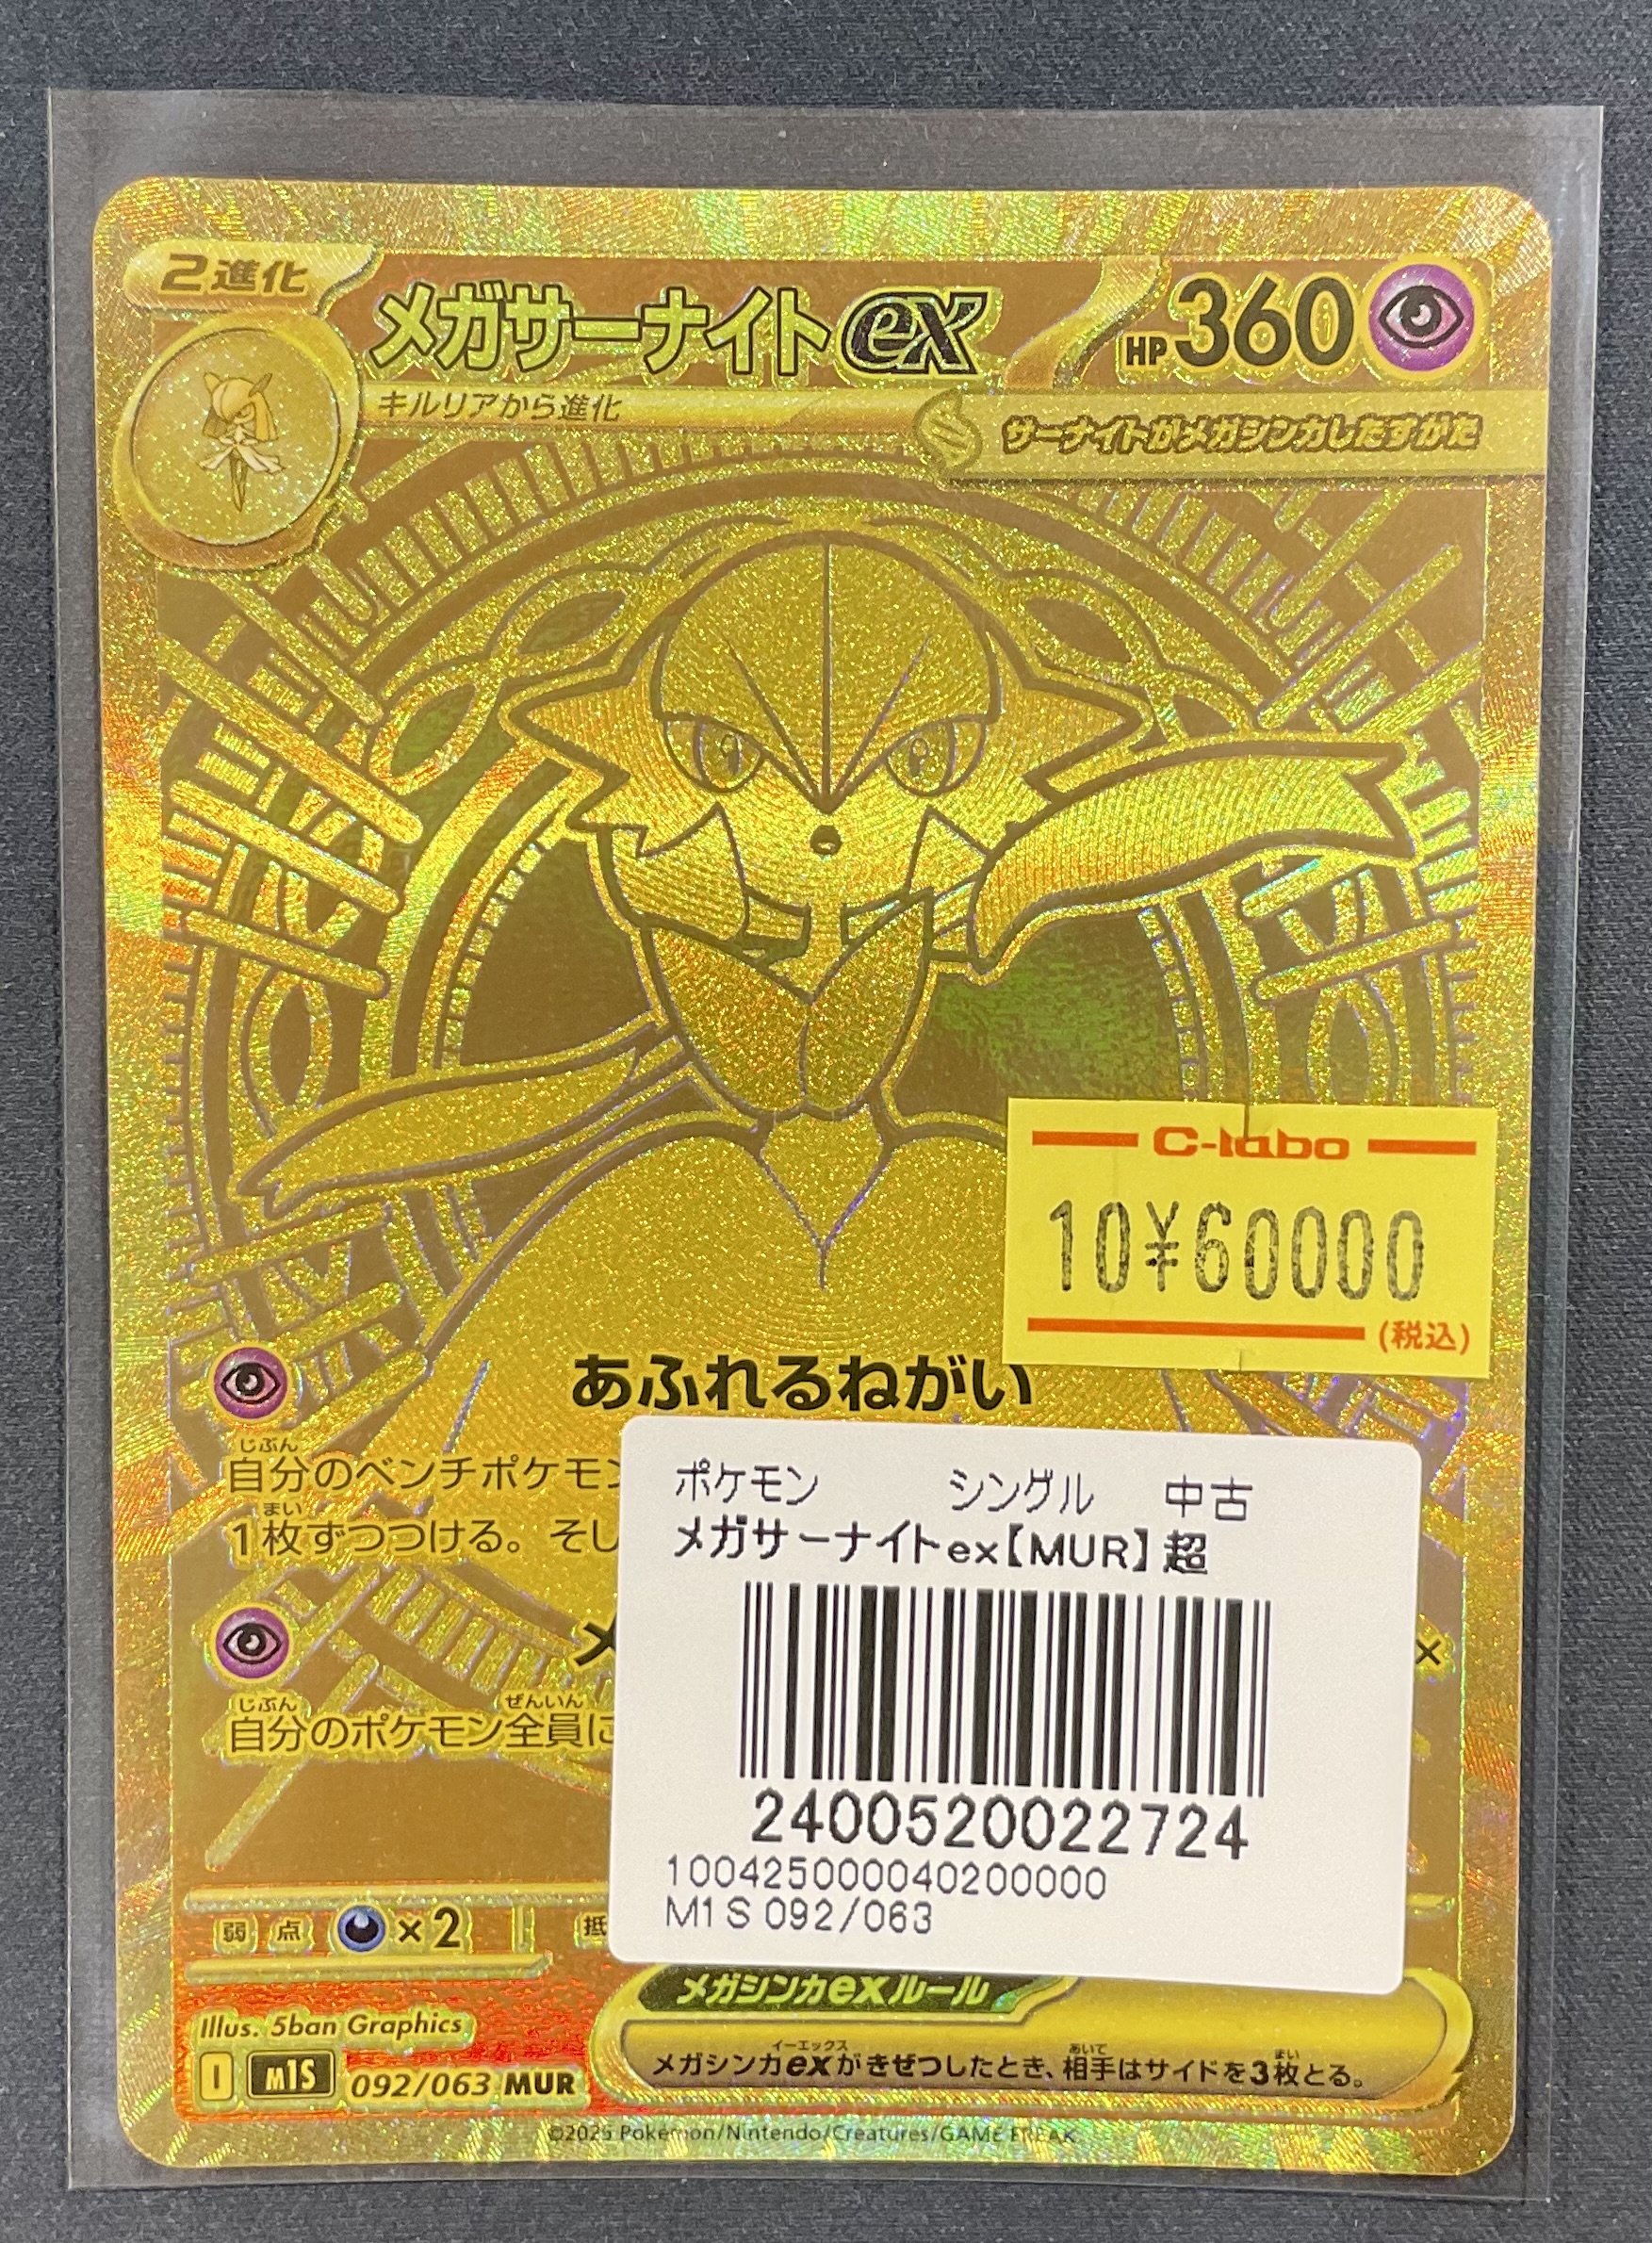 2進化
メガサーナイトex
HP360
キルリアから進化
サーナイトがメガシンカしたすがた
C-labo
10¥60000
(税込)
あふれるねがい
じぶん
自分のベンチポケモン
まい
1枚ずつつける。そし
ポケモン シングル 中古
メガサーナイトex【MUR】超
2400520022724
100425000040200000
M1S 092/063
×
じぶん ぜんいん
自分のポケモン全員に
弱点 ×2 抵
メガシンカexルール
イーエックス あいて まい
メガシンカexがきぜつしたとき、相手はサイドを3枚とる。
Illus. 5ban Graphics
I m1S 092/063 MUR
©2025 Pokémon/Nintendo/Creatures/GAME FREAK.